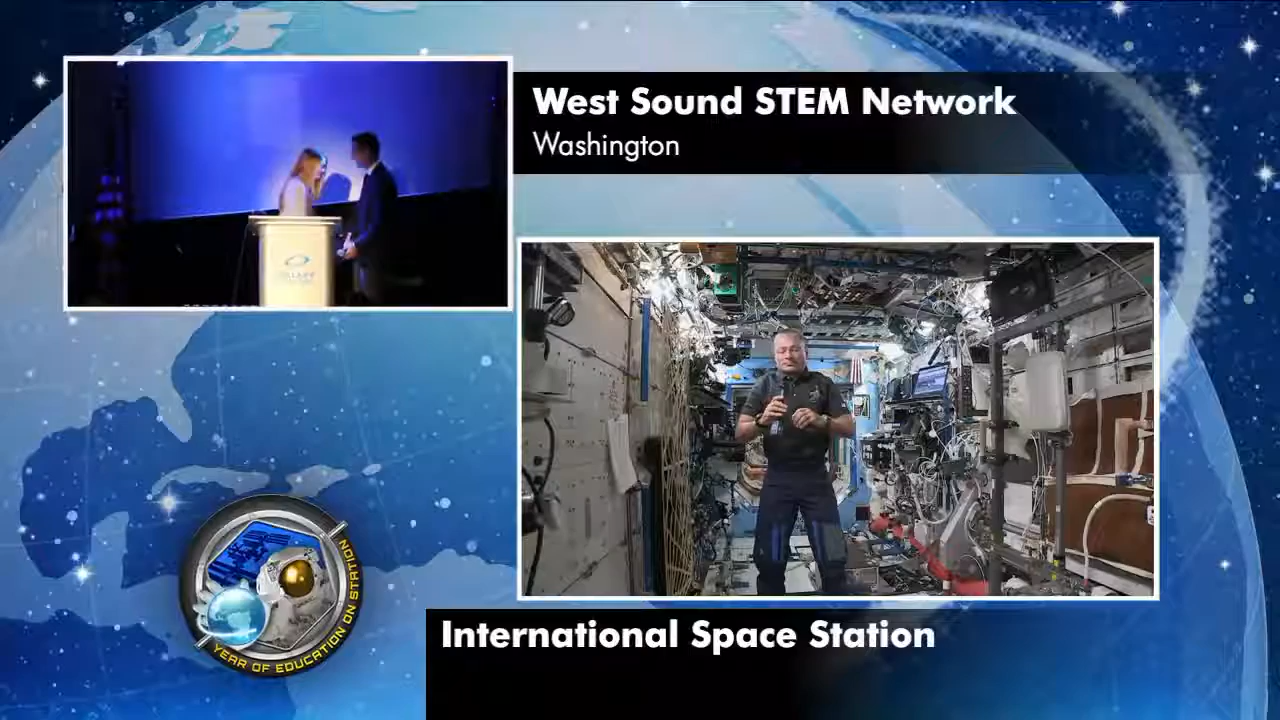 West Sound STEM Network
Washington
International Space Station
YEAR OF EDUCATION ON STATION